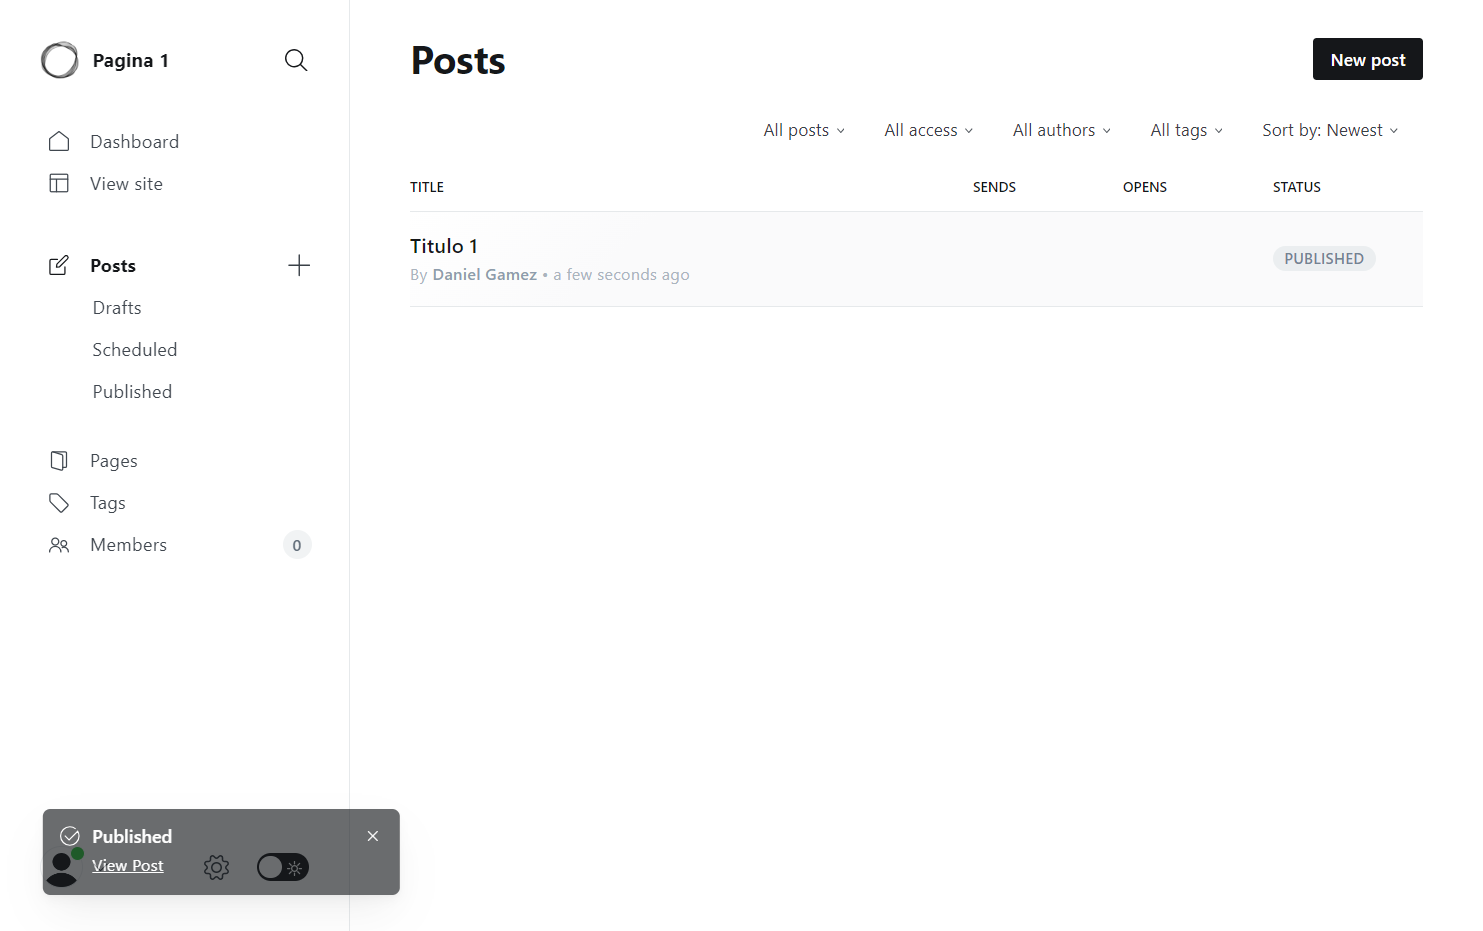 Pagina 1
Dashboard
View site
Posts
Drafts
Scheduled
Published
Pages
Tags
Members 0
Posts
New post
All posts All access All authors All tags Sort by: Newest
TITLE SENDS OPENS STATUS
Titulo 1
By Daniel Gamez • a few seconds ago
PUBLISHED
Published
View Post